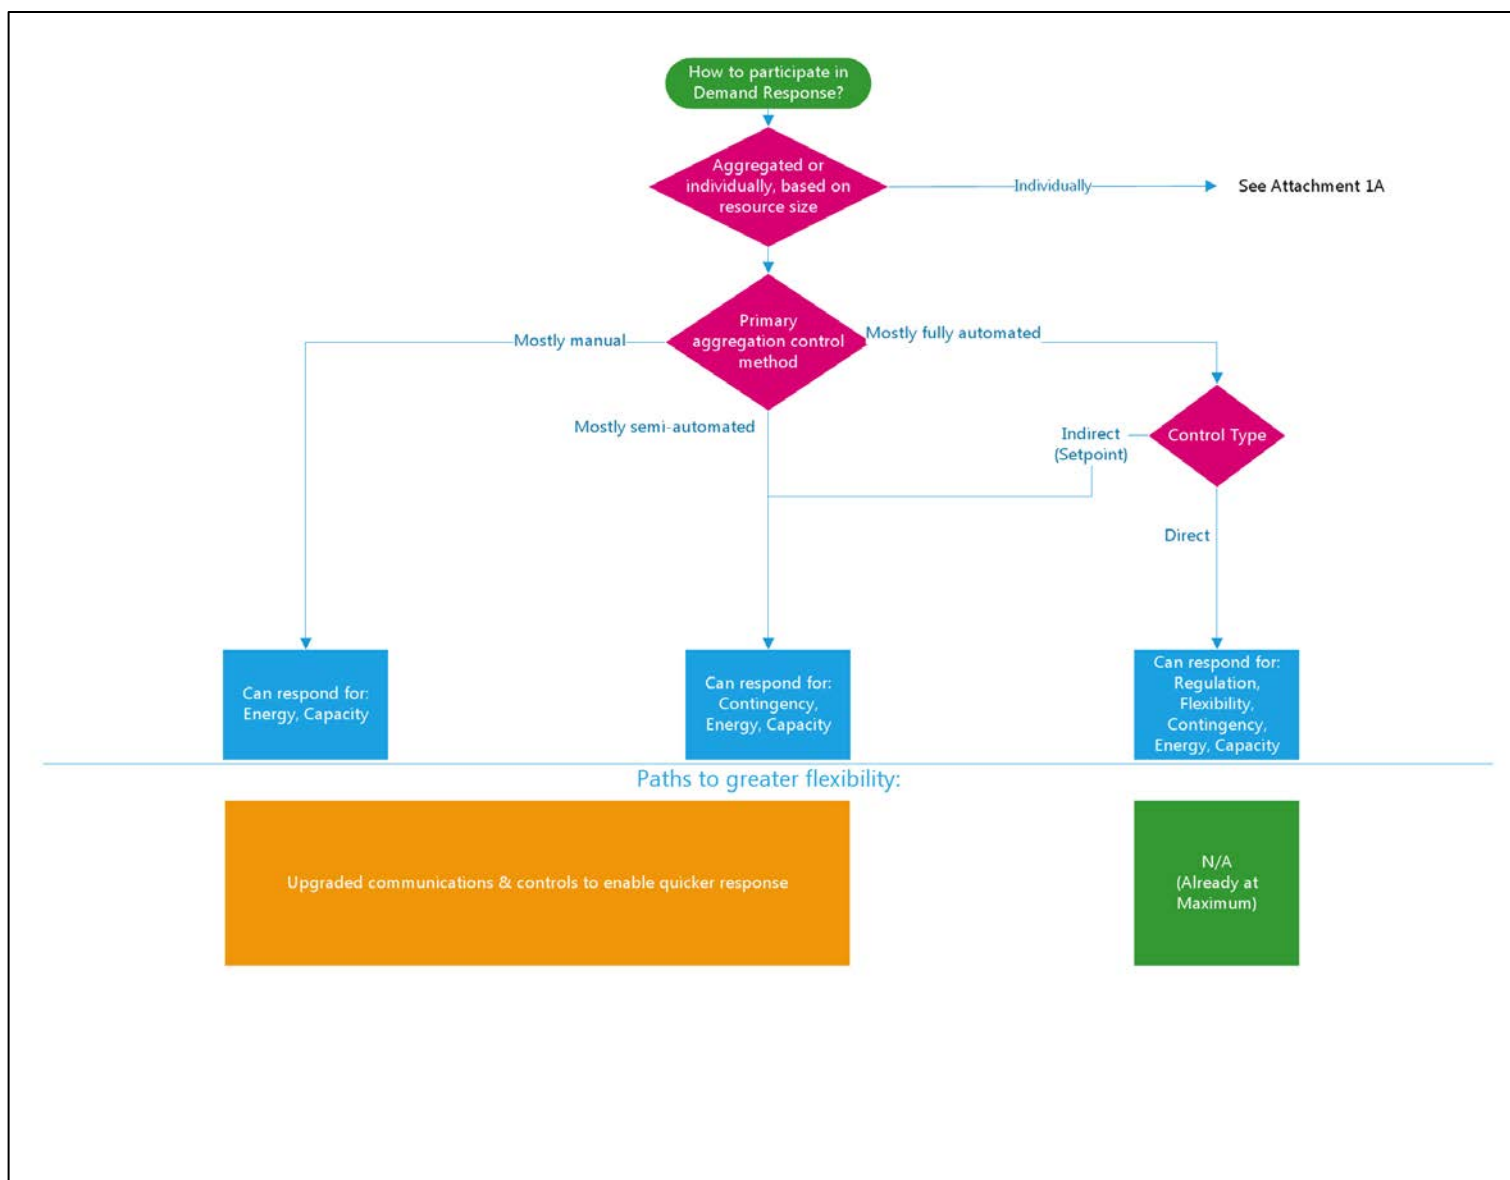 How to participate in
Demand Response?
Aggregated or
individually, based on
resource size
Individually
See Attachment 1A
Primary
aggregation control
method
Mostly manual
Mostly fully automated
Mostly semi-automated
Indirect
(Setpoint)
Control Type
Direct
Can respond for:
Energy, Capacity
Can respond for:
Contingency,
Energy, Capacity
Can respond for:
Regulation,
Flexibility,
Contingency,
Energy, Capacity
Paths to greater flexibility:
Upgraded communications & controls to enable quicker response
N/A
(Already at
Maximum)